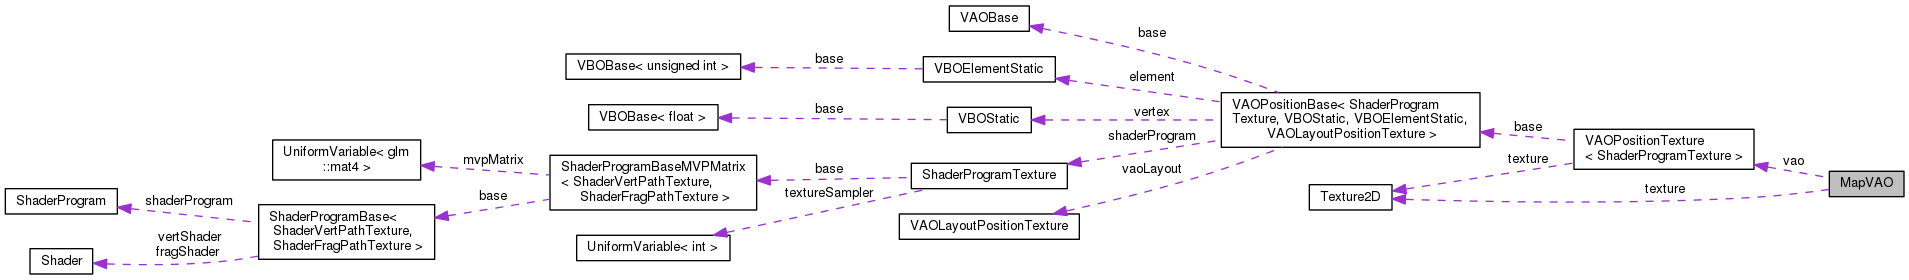 VAOBase
base
VBOBase< unsigned int >
base
VBOElementStatic
element
VAOPositionBase< ShaderProgram
Texture, VBOStatic, VBOElementStatic,
VAOLayoutPositionTexture >
VBOBase< float >
base
VBOStatic
vertex
base
VAOPositionTexture
< ShaderProgramTexture >
vao
MapVAO
UniformVariable< glm
::mat4 >
mvpMatrix
ShaderProgramBaseMVPMatrix
< ShaderVertPathTexture,
ShaderFragPathTexture >
base
ShaderProgramTexture
shaderProgram
vaoLayout
texture
texture
Texture2D
textureSampler
ShaderProgram
shaderProgram
ShaderProgramBase<
ShaderVertPathTexture,
ShaderFragPathTexture >
base
VAOLayoutPositionTexture
UniformVariable< int >
Shader
vertShader
fragShader